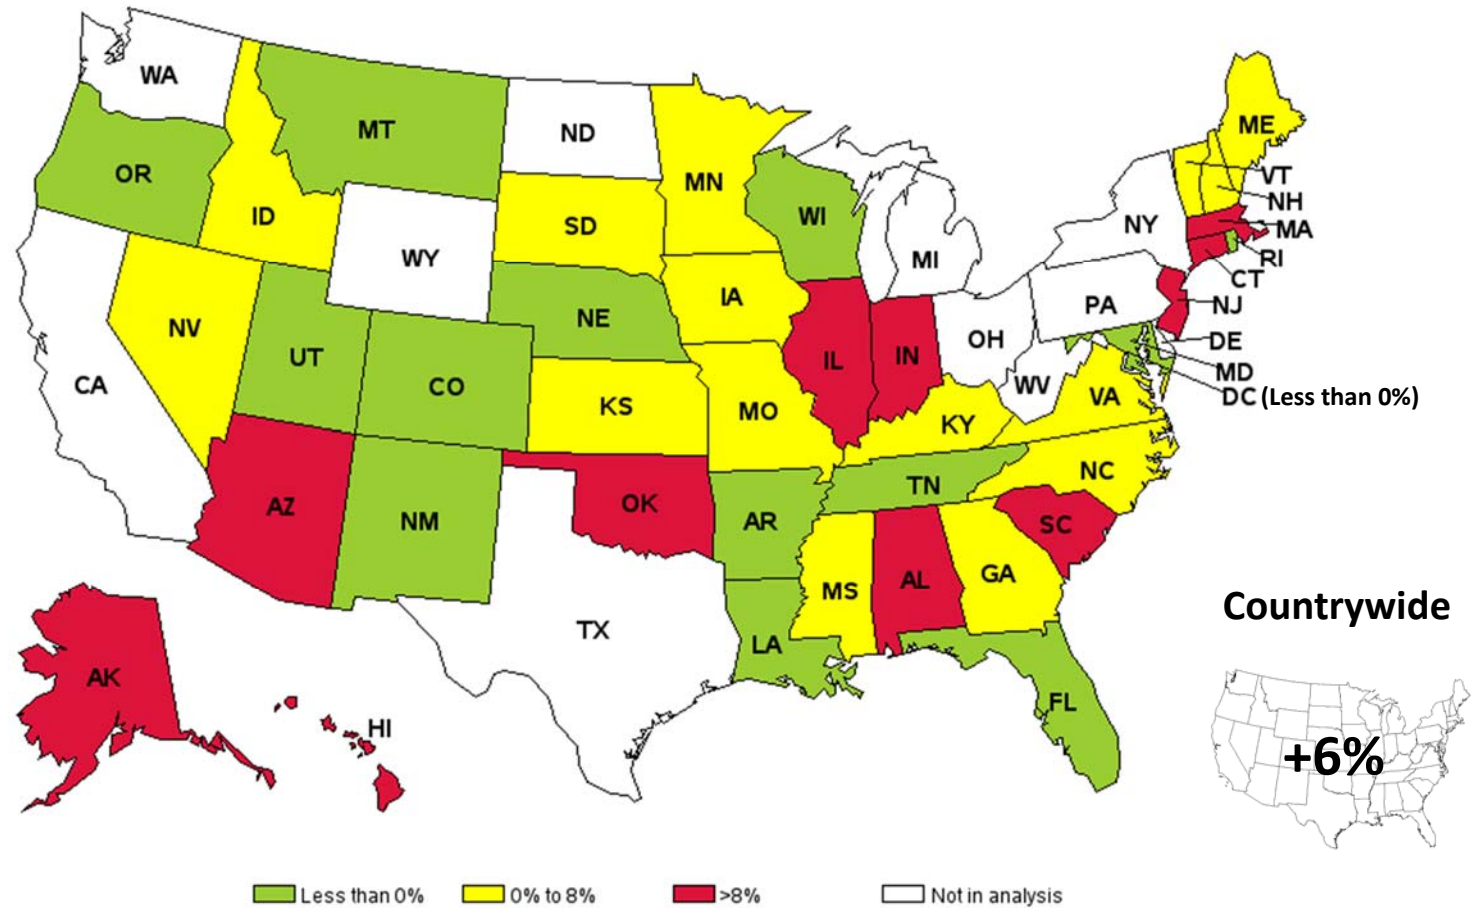 WA
MT
ND
MN
ME
OR
VT
ID
SD
WI
NH
NY
MA
WY
MI
RI
CT
IA
NJ
NV
NE
PA
DE
UT
OH
IL
IN
MD
CA
CO
WV
DC (Less than 0%)
KS
MO
VA
KY
NC
TN
AZ
OK
NM
AR
SC
MS
AL
GA
Countrywide
TX
LA
AK
FL
HI
+6%
Less than 0%
0% to 8%
>8%
Not in analysis